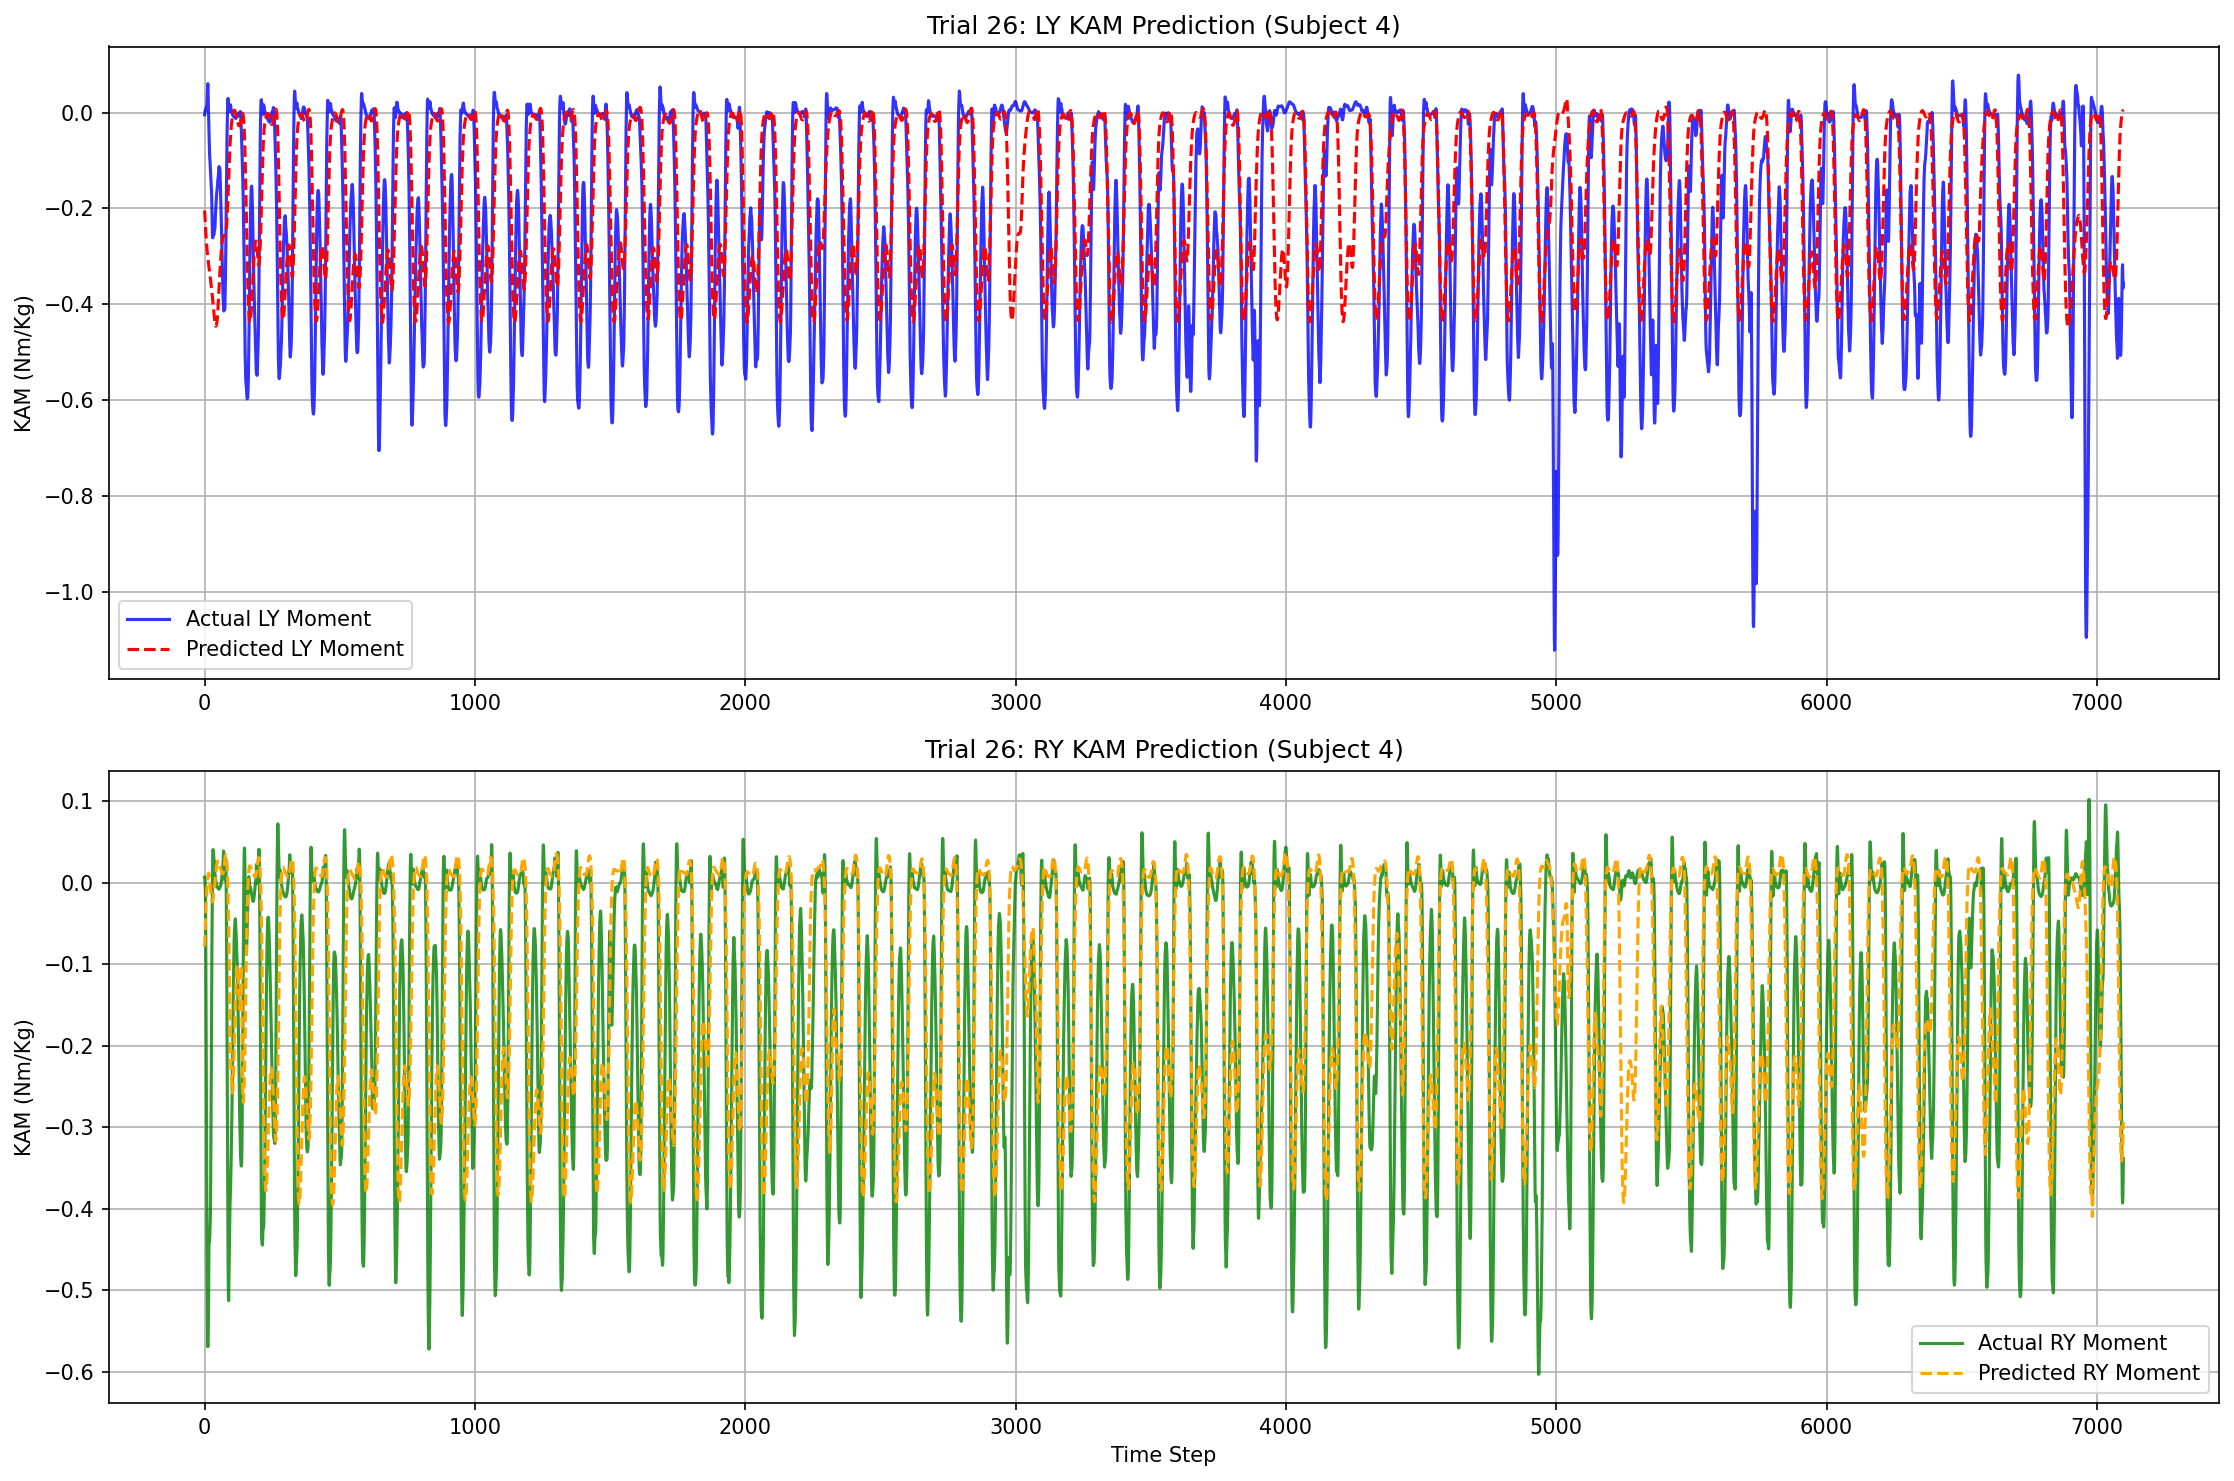 Trial 26: LY KAM Prediction (Subject 4)
KAM (Nm/Kg)
0.0
−0.2
−0.4
−0.6
−0.8
−1.0
Actual LY Moment
Predicted LY Moment
0 1000 2000 3000 4000 5000 6000 7000
Trial 26: RY KAM Prediction (Subject 4)
KAM (Nm/Kg)
0.1
0.0
−0.1
−0.2
−0.3
−0.4
−0.5
−0.6
Actual RY Moment
Predicted RY Moment
0 1000 2000 3000 4000 5000 6000 7000
Time Step